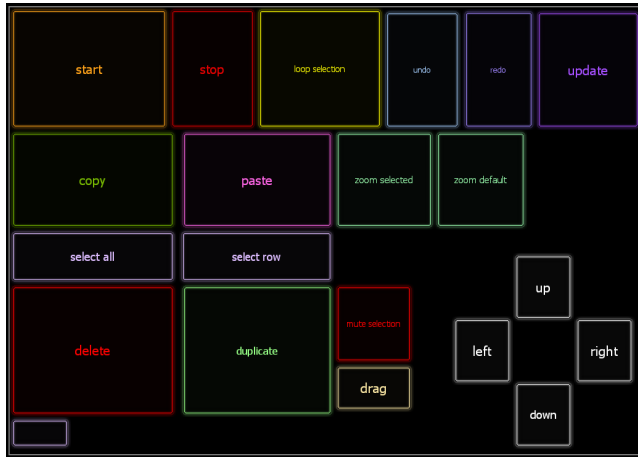 start
stop
loop selection
undo
redo
update
copy
paste
zoom selected
zoom default
select all
select row
delete
duplicate
mute selection
drag
up
left
right
down